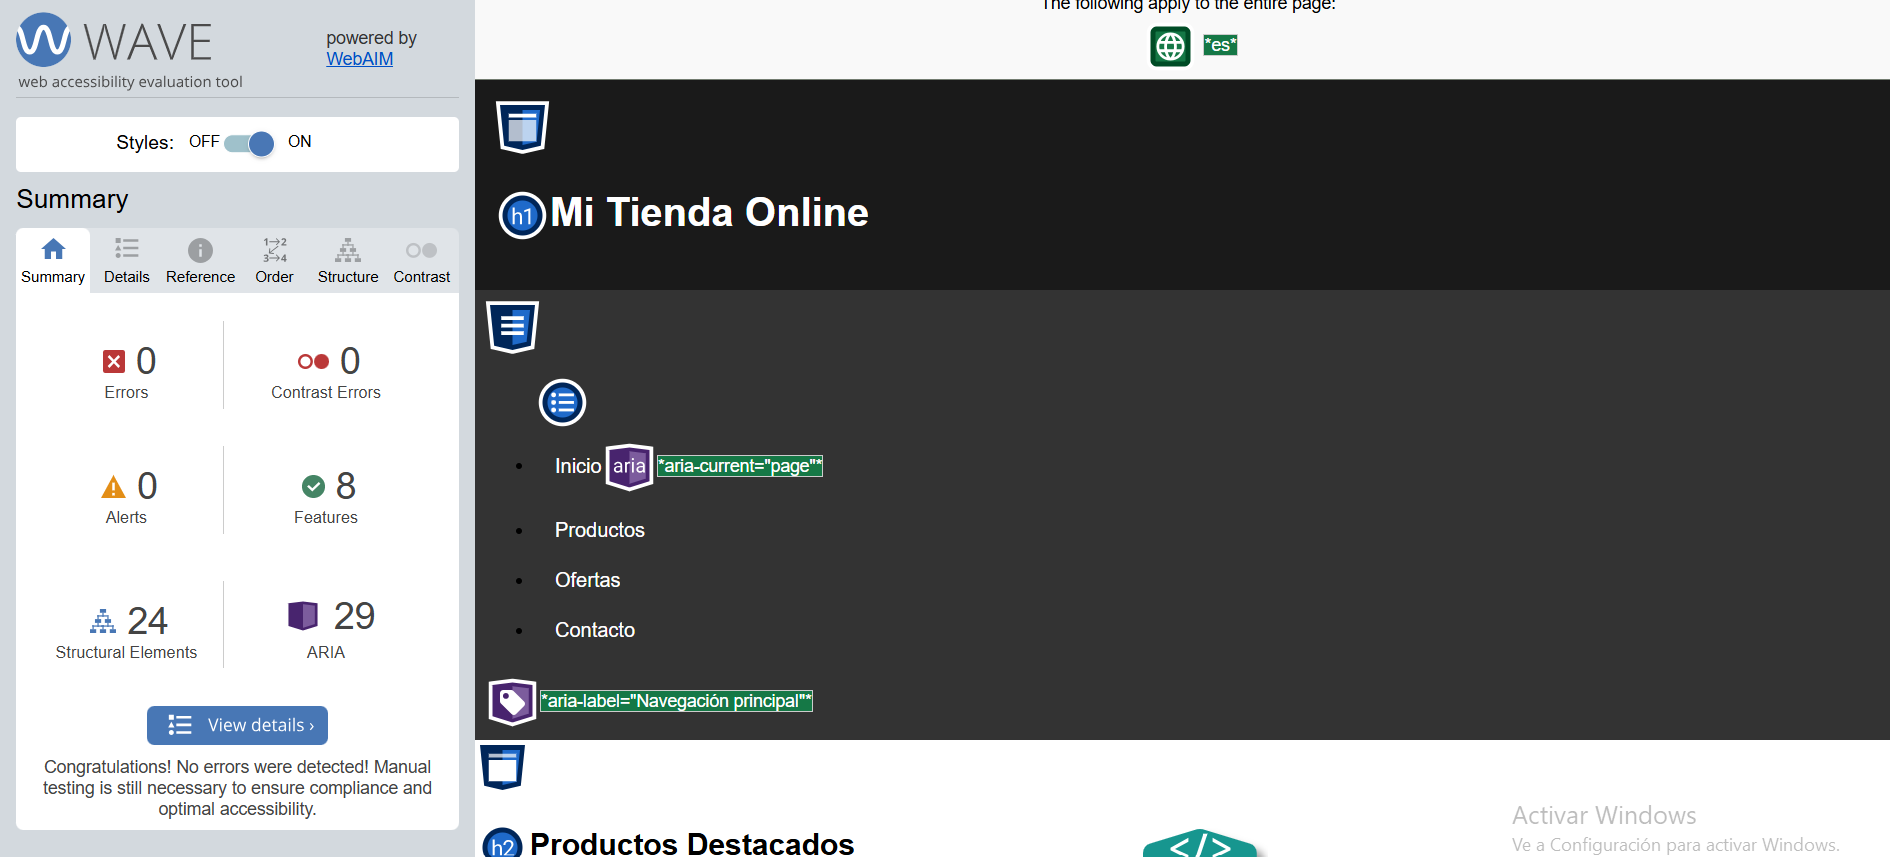 WAVE
web accessibility evaluation tool
powered by
WebAIM
Styles: OFF ON
Summary
Summary Details Reference Order Structure Contrast
0
Errors
0
Contrast Errors
0
Alerts
8
Features
24
Structural Elements
29
ARIA
View details ›
Congratulations! No errors were detected! Manual
testing is still necessary to ensure compliance and
optimal accessibility.
The following apply to the entire page:
*es*
h1 Mi Tienda Online
Inicio aria *aria-current="page"*
Productos
Ofertas
Contacto
*aria-label="Navegación principal"*
h2 Productos Destacados
</>
Activar Windows
Ve a Configuración para activar Windows.